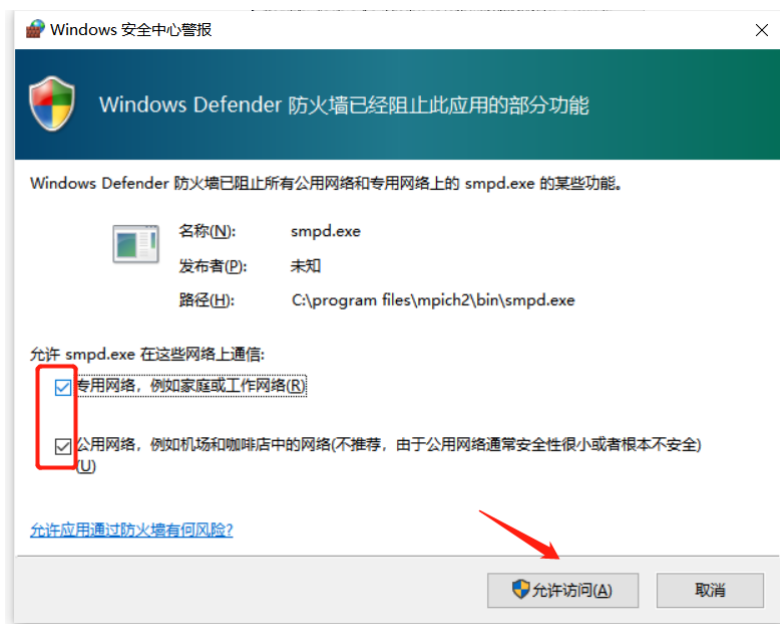 Windows 安全中心警报
Windows Defender 防火墙已经阻止此应用的部分功能
Windows Defender 防火墙已阻止所有公用网络和专用网络上的 smpd.exe 的某些功能。
名称(N): smpd.exe
发布者(P): 未知
路径(H): C:\program files\mpich2\bin\smpd.exe
允许 smpd.exe 在这些网络上通信:
专用网络，例如家庭或工作网络(R)
公用网络，例如机场和咖啡店中的网络(不推荐，由于公用网络通常安全性很小或者根本不安全)
(U)
允许应用通过防火墙有何风险?
允许访问(A) 取消